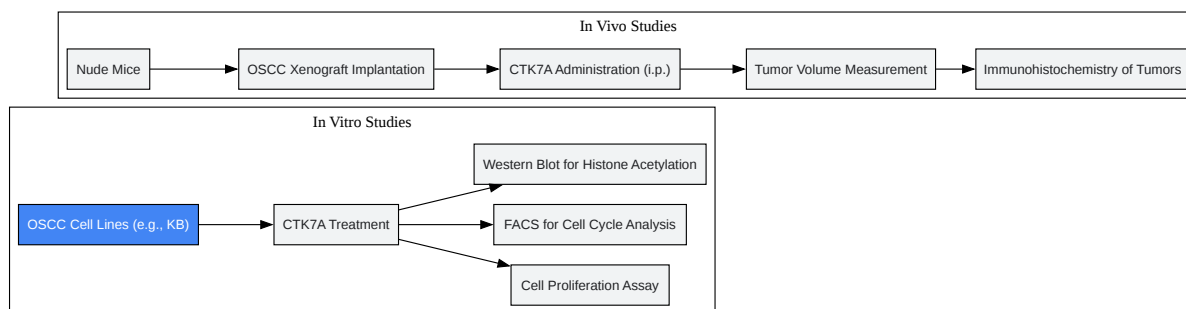 In Vivo Studies
Nude Mice
OSCC Xenograft Implantation
CTK7A Administration (i.p.)
Tumor Volume Measurement
Immunohistochemistry of Tumors
In Vitro Studies
OSCC Cell Lines (e.g., KB)
CTK7A Treatment
Western Blot for Histone Acetylation
FACS for Cell Cycle Analysis
Cell Proliferation Assay